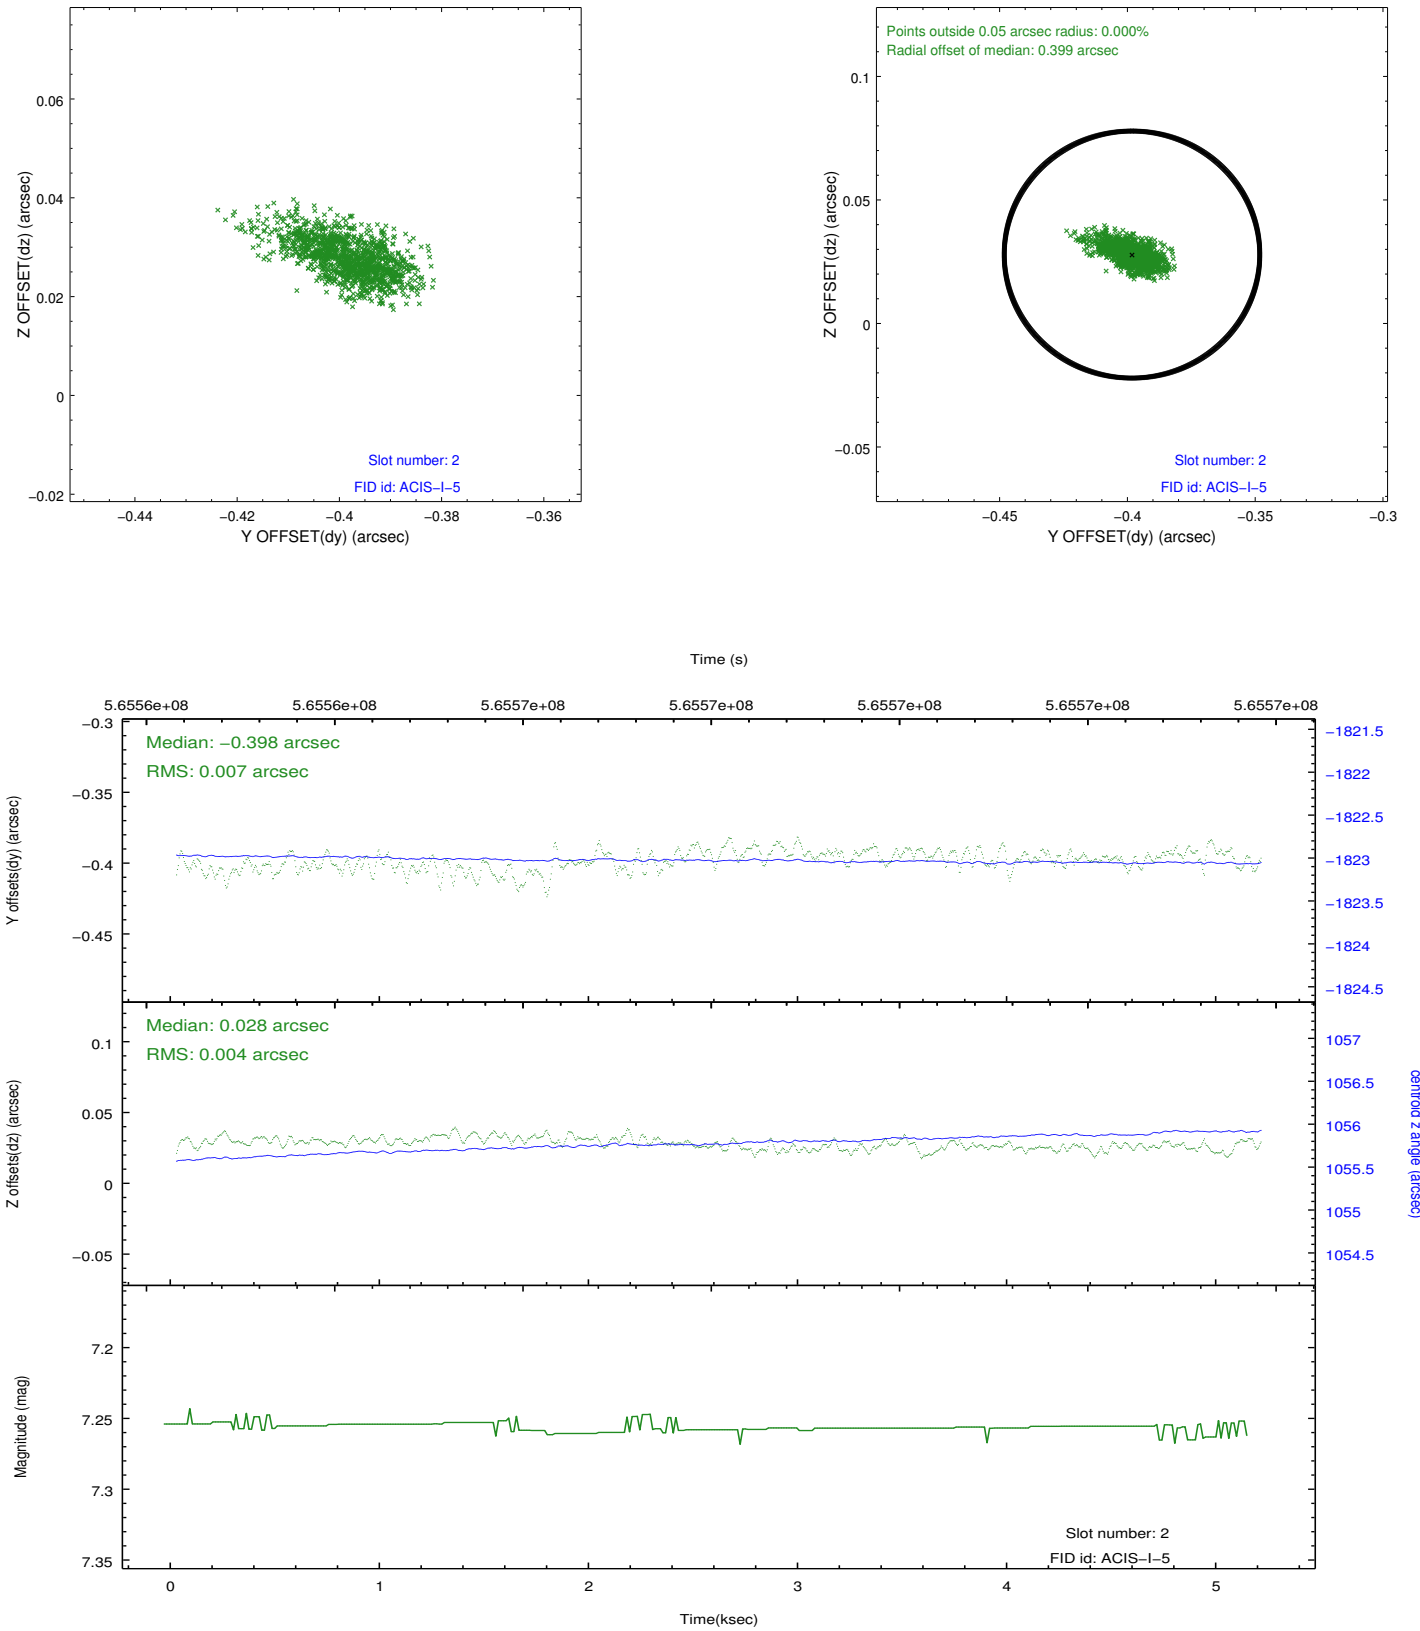 Points outside 0.05 arcsec radius: 0.000%
Radial offset of median: 0.399 arcsec
0.06
0.04
0.02
0
−0.02
Z OFFSET(dz) (arcsec)
Slot number: 2
FID id: ACIS−I−5
−0.44 −0.42 −0.4 −0.38 −0.36
Y OFFSET(dy) (arcsec)
0.1
0.05
0
−0.05
Z OFFSET(dz) (arcsec)
Slot number: 2
FID id: ACIS−I−5
−0.45 −0.4 −0.35 −0.3
Y OFFSET(dy) (arcsec)
Time (s)
5.6556e+08 5.6556e+08 5.6557e+08 5.6557e+08 5.6557e+08 5.6557e+08 5.6557e+08
Median: −0.398 arcsec
RMS: 0.007 arcsec
−0.3
−0.35
−0.4
−0.45
Y offsets(dy) (arcsec)
−1821.5
−1822
−1822.5
−1823
−1823.5
−1824
−1824.5
Median: 0.028 arcsec
RMS: 0.004 arcsec
0.1
0.05
0
−0.05
Z offsets(dz) (arcsec)
1057
1056.5
1056
1055.5
1055
1054.5
centroid z angle (arcsec)
7.2
7.25
7.3
7.35
Magnitude (mag)
Slot number: 2
FID id: ACIS−I−5
0 1 2 3 4 5
Time(ksec)